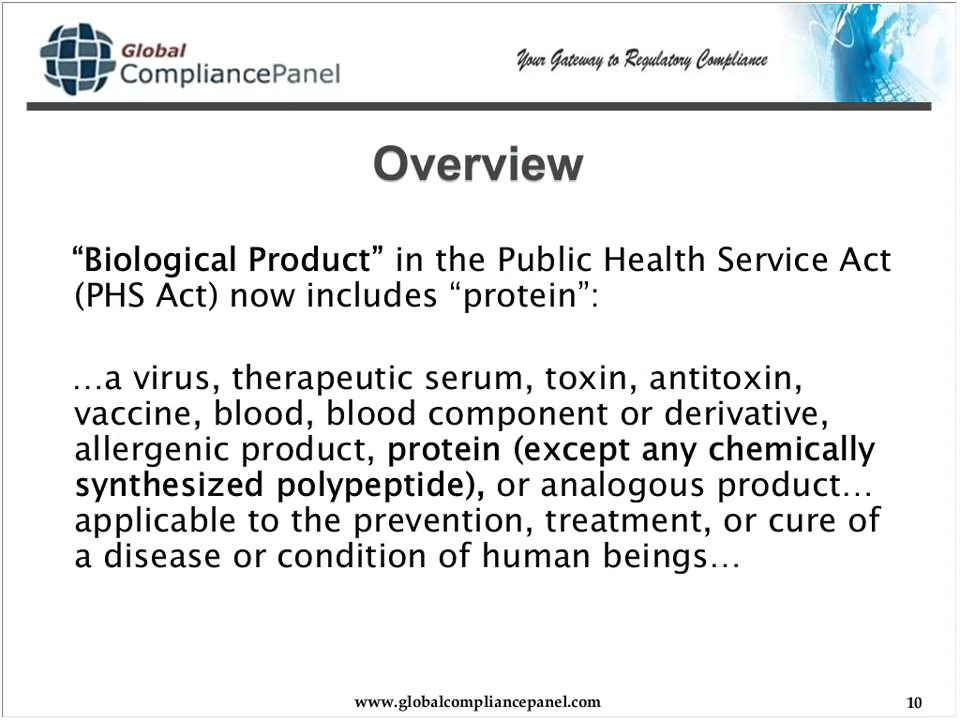 Global
CompliancePanel
Your Gateway to Regulatory Compliance
Overview
“Biological Product” in the Public Health Service Act
(PHS Act) now includes “protein”:
…a virus, therapeutic serum, toxin, antitoxin,
vaccine, blood, blood component or derivative,
allergenic product, protein (except any chemically
synthesized polypeptide), or analogous product…
applicable to the prevention, treatment, or cure of
a disease or condition of human beings…
www.globalcompliancepanel.com
10